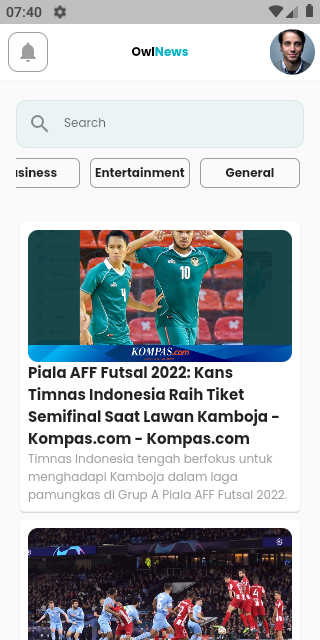 07:40
OwlNews
Search
usiness
Entertainment
General
10
4
KOMPAS.com
Piala AFF Futsal 2022: Kans
Timnas Indonesia Raih Tiket
Semifinal Saat Lawan Kamboja -
Kompas.com - Kompas.com
Timnas Indonesia tengah berfokus untuk
menghadapi Kamboja dalam laga
pamungkas di Grup A Piala AFF Futsal 2022.